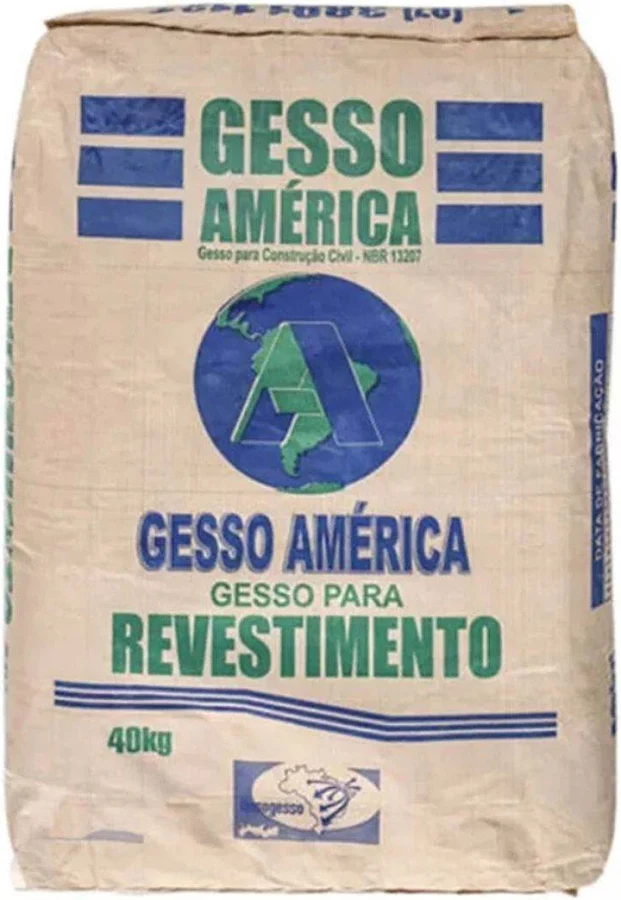 GESSO
AMÉRICA
Gesso para Construção Civil - NBR 13207
A
GESSO AMÉRICA
GESSO PARA
REVESTIMENTO
40kg
DATA DE FABRICAÇÃO